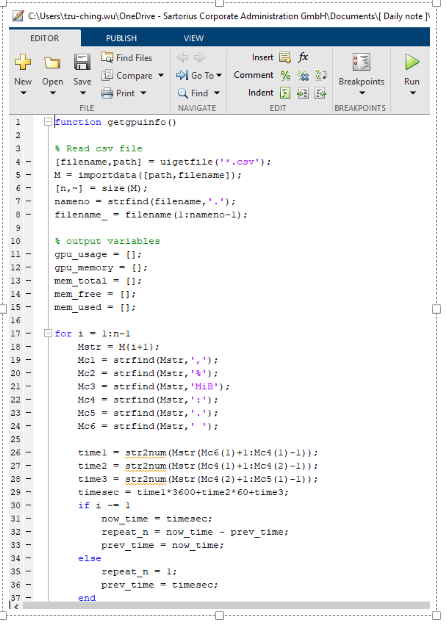 C:\Users\tzu-ching.wu\OneDrive - Sartorius Corporate Administration GmbH\Documents\[ Daily note ]\
EDITOR PUBLISH VIEW
New Open Save
Find Files
Compare
Print
Go To
Find
Insert fx
Comment %
Indent
Breakpoints
Run
FILE NAVIGATE EDIT BREAKPOINTS
1 function getgpuinfo()
2
3 % Read csv file
4 – [filename,path] = uigetfile('*.csv');
5 – M = importdata([path,filename]);
6 – [n,~] = size(M);
7 – nameno = strfind(filename,'.');
8 – filename_ = filename(1:nameno-1);
9
10 % output variables
11 – gpu_usage = [];
12 – gpu_memory = [];
13 – mem_total = [];
14 – mem_free = [];
15 – mem_used = [];
16
17 – for i = 1:n-1
18 – Mstr = M{i+1};
19 – Mc1 = strfind(Mstr,',');
20 – Mc2 = strfind(Mstr,'%');
21 – Mc3 = strfind(Mstr,'MiB');
22 – Mc4 = strfind(Mstr,':');
23 – Mc5 = strfind(Mstr,'.');
24 – Mc6 = strfind(Mstr,' ');
25
26 – time1 = str2num(Mstr(Mc6(1)+1:Mc4(1)-1));
27 – time2 = str2num(Mstr(Mc4(1)+1:Mc4(2)-1));
28 – time3 = str2num(Mstr(Mc4(2)+1:Mc5(1)-1));
29 – timesec = time1*3600+time2*60+time3;
30 – if i ~= 1
31 – now_time = timesec;
32 – repeat_n = now_time - prev_time;
33 – prev_time = now_time;
34 – else
35 – repeat_n = 1;
36 – prev_time = timesec;
37 – end